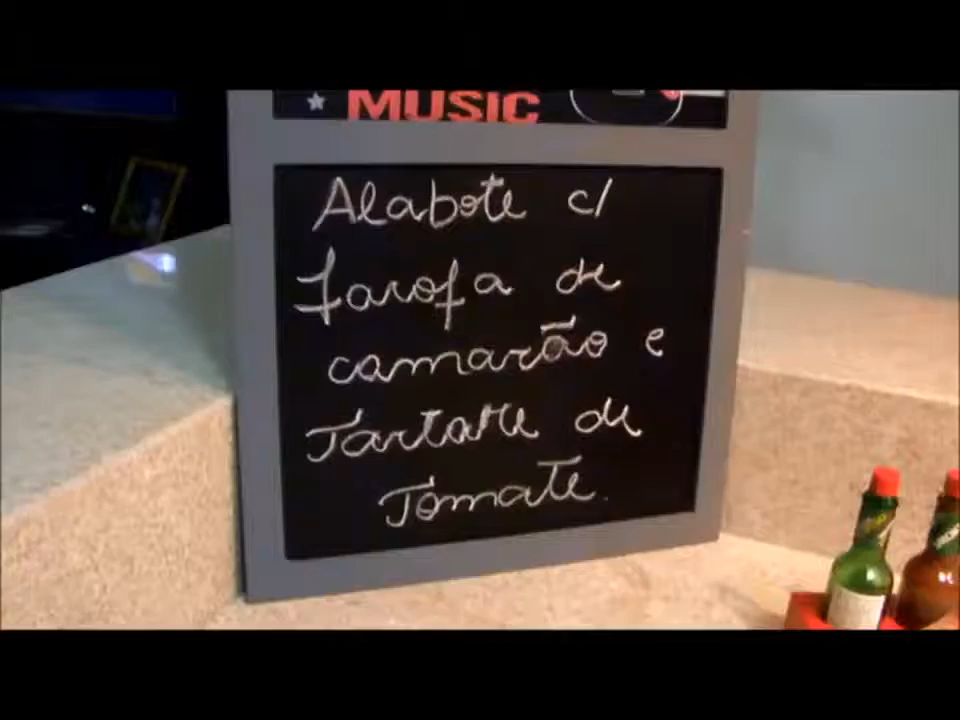 MUSIC
Alabote c/
farofa de
camarão e
Tartare de
Tomate.